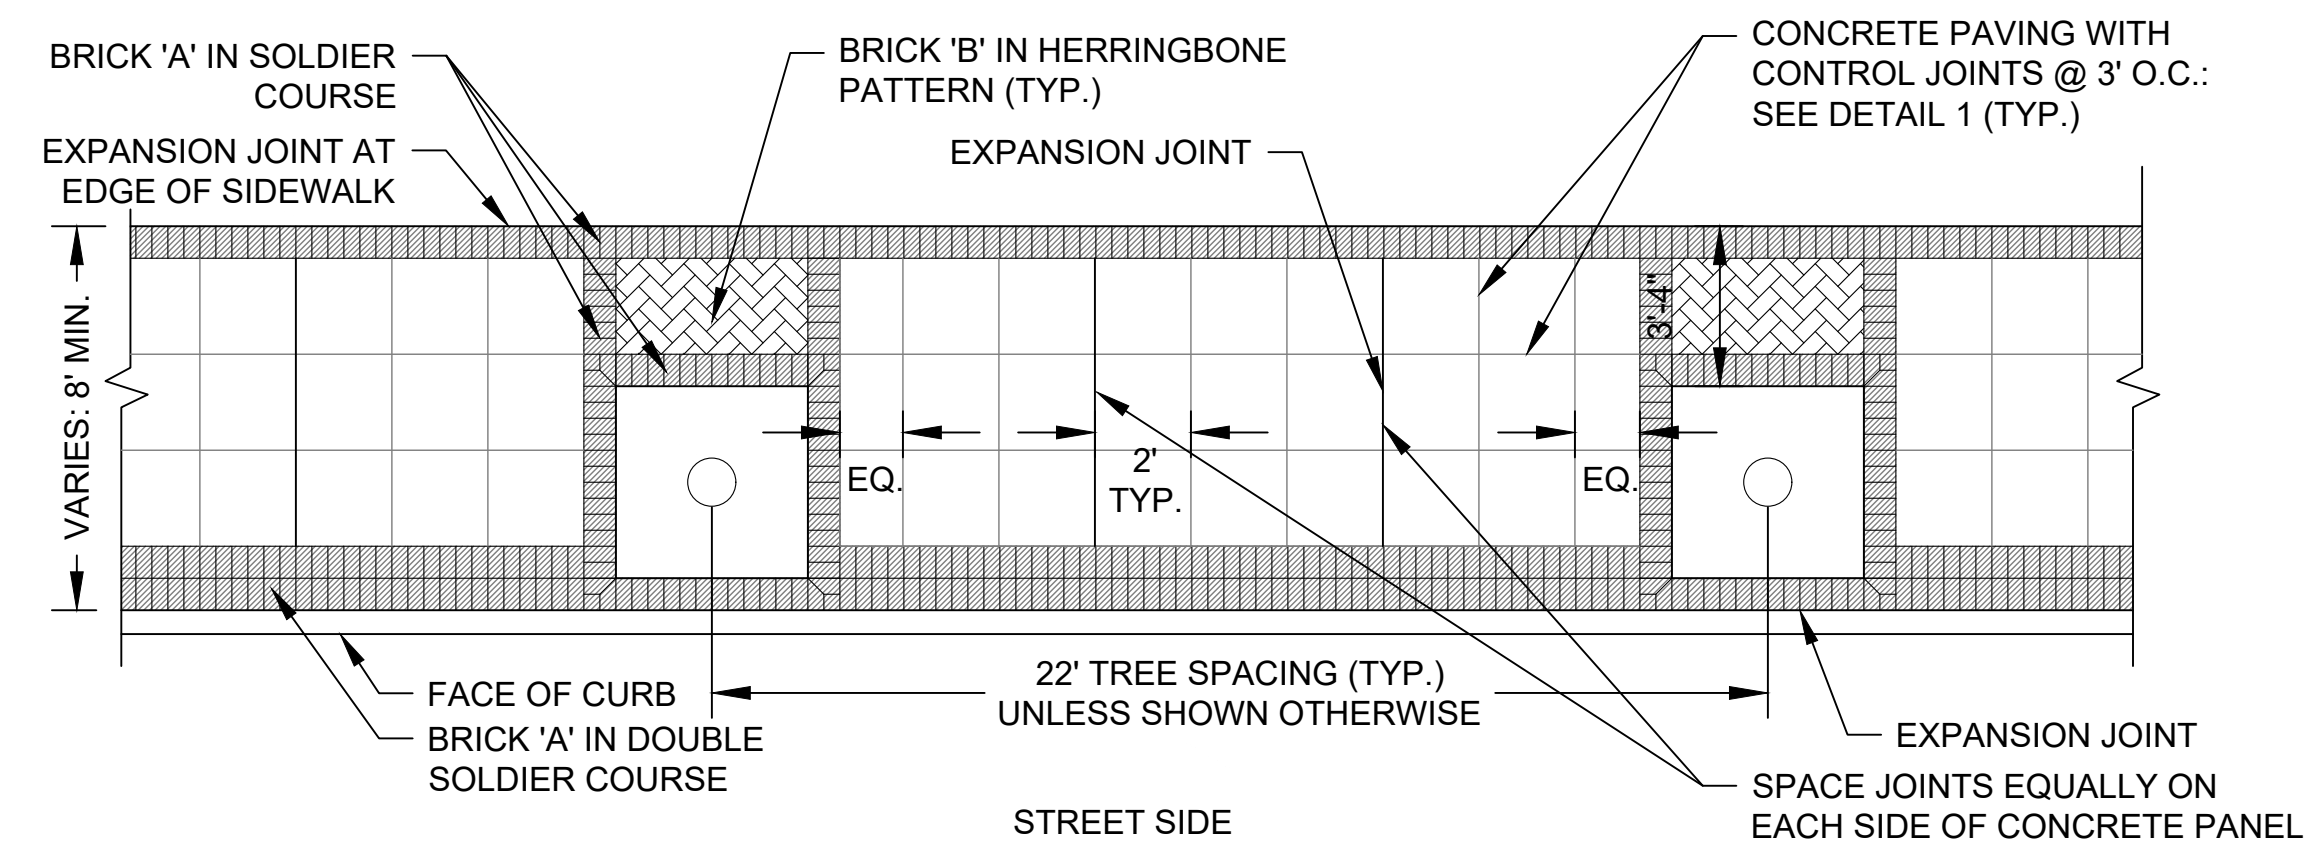 BRICK 'A' IN SOLDIER
COURSE
BRICK 'B' IN HERRINGBONE
PATTERN (TYP.)
CONCRETE PAVING WITH
CONTROL JOINTS @ 3' O.C.:
SEE DETAIL 1 (TYP.)
EXPANSION JOINT AT
EDGE OF SIDEWALK
EXPANSION JOINT
VARIES: 8' MIN.
3'-4"
EQ.
2'
TYP.
EQ.
FACE OF CURB
BRICK 'A' IN DOUBLE
SOLDIER COURSE
22' TREE SPACING (TYP.)
UNLESS SHOWN OTHERWISE
EXPANSION JOINT
SPACE JOINTS EQUALLY ON
EACH SIDE OF CONCRETE PANEL
STREET SIDE